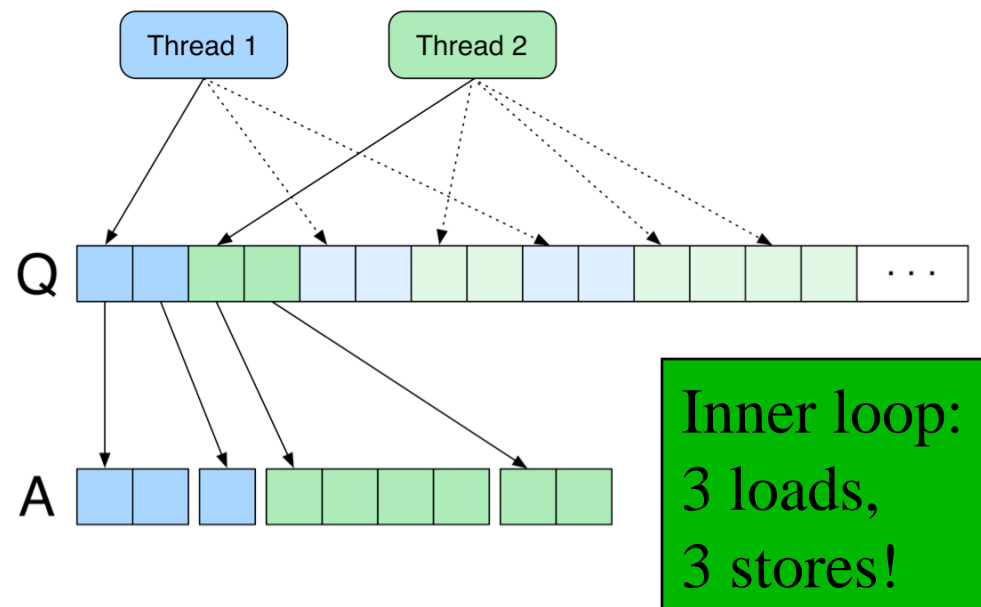 Thread 1
Thread 2
Q
. . .
A
Inner loop:
3 loads,
3 stores!